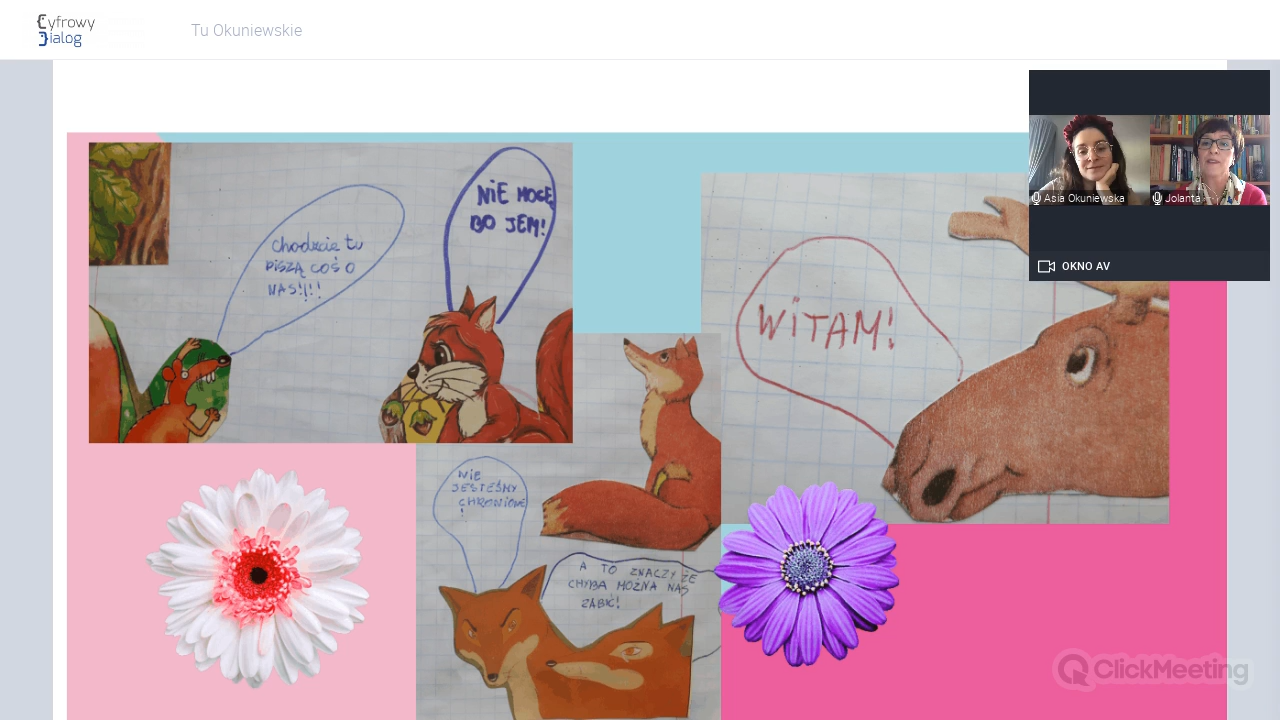 Cyfrowy
Dialog
Tu Okuniewskie
Chodźcie tu
PISZĄ COŚ O
NAS!!!!
NIE MOGĘ
BO JEM!
WITAM!
NIE
JESTEŚMY
CHRONIONE
!
A TO ZNACZY ŻE
CHYBA MOŻNA NAS
ZABIĆ!
Asia Okuniewska
Jolanta
OKNO AV
ClickMeeting